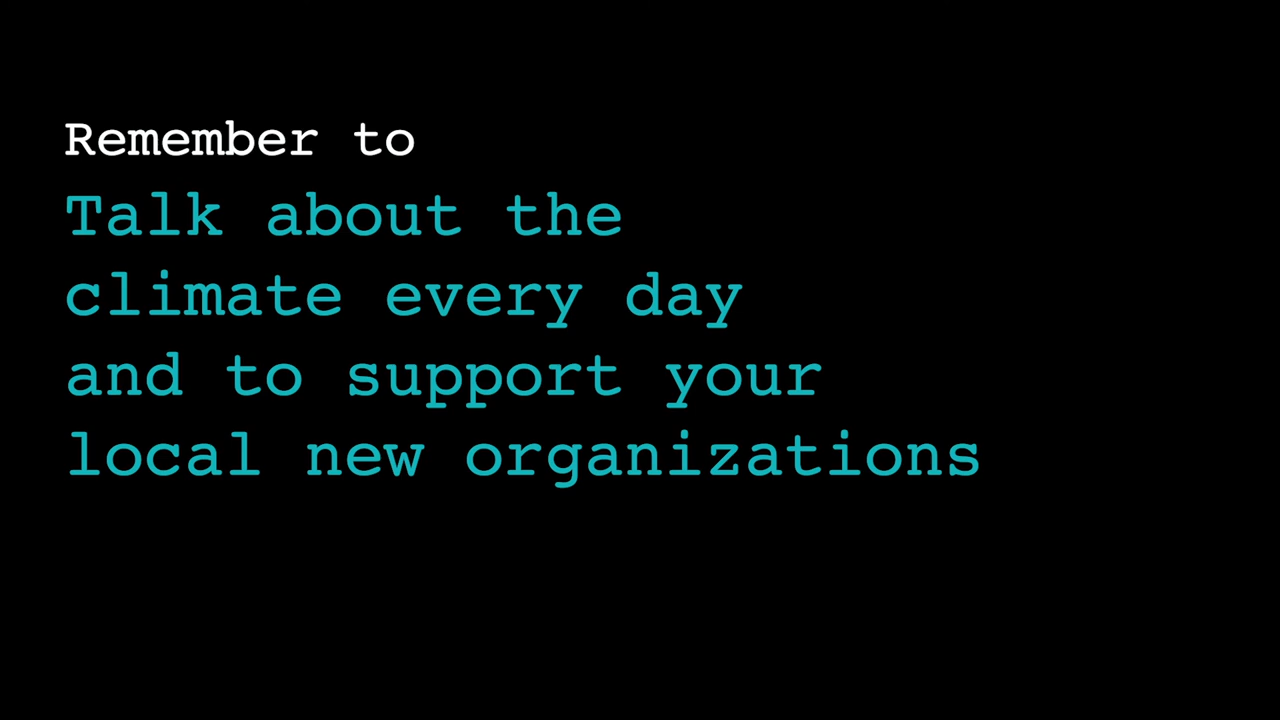 Remember to
Talk about the
climate every day
and to support your
local new organizations